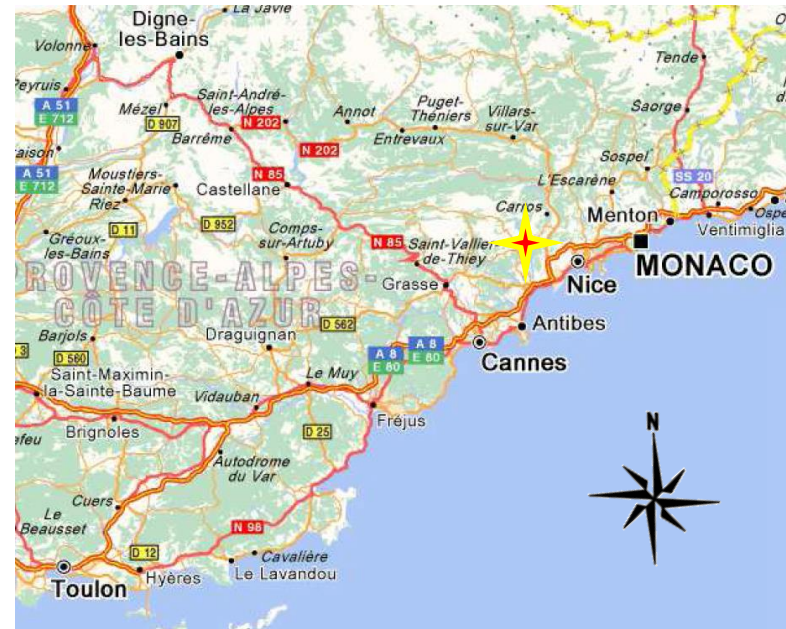 La Javie
Digne-
les-Bains
Volonne
Tende
Peyruis
A 51
E 712
Mézel
D 907
Saint-André-
les-Alpes
N 202
Annot
Puget-
Théniers
Villars-
sur-Var
Saorge
Barrême
Entrevaux
N 202
Sospel
A 51
E 712
Moustiers-
Sainte-Marie
Riez
N 85
Castellane
L'Escarène
SS 20
Camporosso
Carros
Menton
Ventimiglia
D 952
D 11
Gréoux-
les-Bains
Comps-
sur-Artuby
N 85
Saint-Vallier-
de-Thiey
MONACO
Nice
PROVENCE-ALPES-
CÔTE D'AZUR
Grasse
Antibes
D 562
Barjols
Draguignan
A 8
E 80
A 8
E 80
Cannes
D 560
Saint-Maximin-
la-Sainte-Baume
Le Muy
Vidauban
Brignoles
D 25
Fréjus
N
Autodrome
du Var
Cuers
Le
Beausset
N 98
D 12
Cavalière
Hyères
Le Lavandou
Toulon